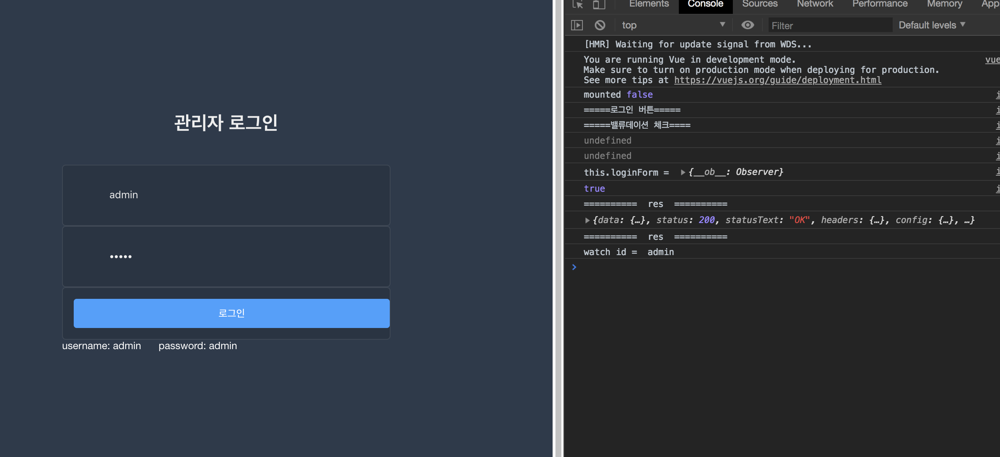 관리자 로그인
admin
•••••
로그인
username: admin password: admin
Elements Console Sources Network Performance Memory App
top Filter Default levels
[HMR] Waiting for update signal from WDS...
You are running Vue in development mode. vue
Make sure to turn on production mode when deploying for production.
See more tips at https://vuejs.org/guide/deployment.html
mounted false i
=====로그인 버튼===== i
=====밸류데이션 체크==== i
undefined i
undefined i
this.loginForm = ▶{__ob__: Observer} i
true i
========== res ==========
▶{data: {…}, status: 200, statusText: "OK", headers: {…}, config: {…}, …}
========== res ==========
watch id = admin
>